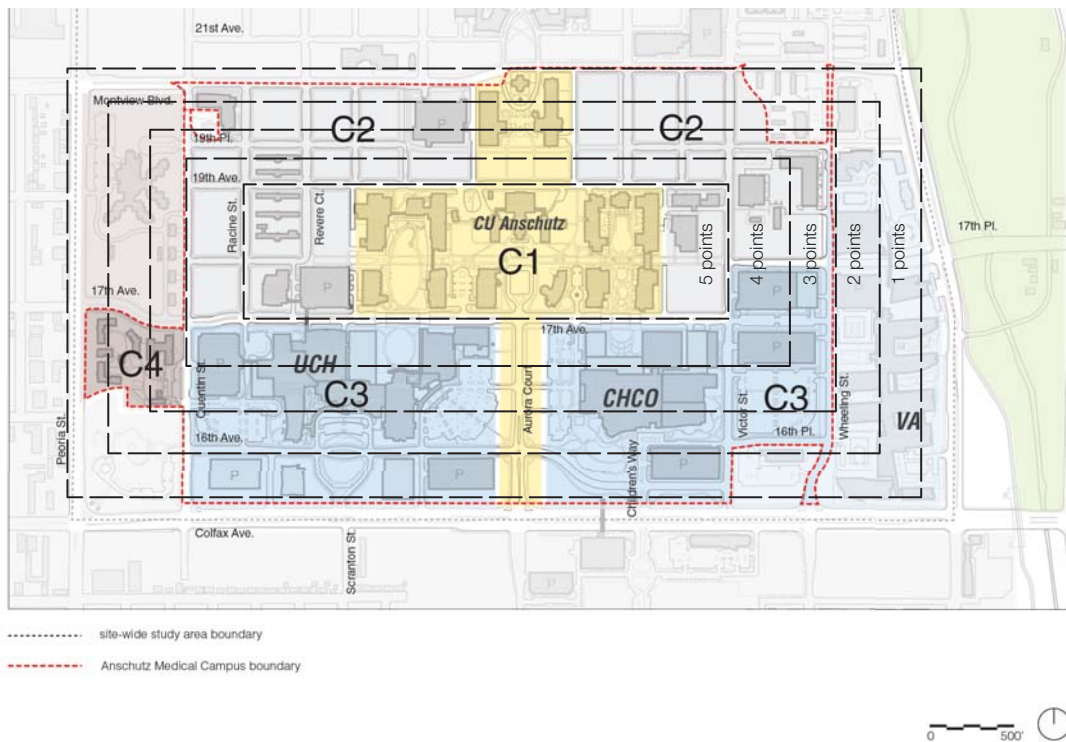 21st Ave.
Montview Blvd.
P
C2
C2
19th Pl.
19th Ave.
Racine St.
Revere Ct.
CU Anschutz
C1
5 points
4 points
3 points
2 points
1 points
17th Pl.
17th Ave.
P
P
17th Ave.
P
C4
Quentin St.
P
UCH
C3
Aurora Court
CHCO
P
Victor St.
C3
Wheeling St.
VA
Peoria St.
16th Ave.
16th Pl.
P
P
P
Children's Way
P
Colfax Ave.
Scranton St.
P
site-wide study area boundary
Anschutz Medical Campus boundary
0 500'